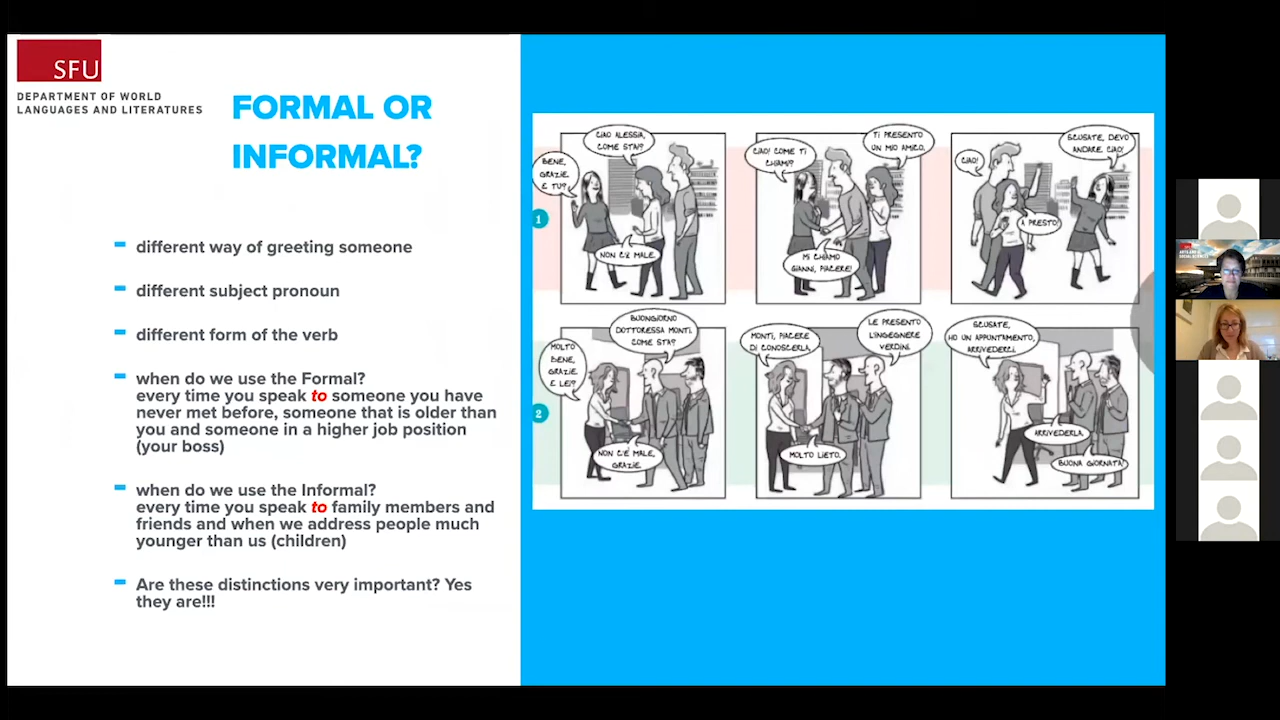 SFU
DEPARTMENT OF WORLD
LANGUAGES AND LITERATURES
FORMAL OR
INFORMAL?
different way of greeting someone
different subject pronoun
different form of the verb
when do we use the Formal?
every time you speak to someone you have
never met before, someone that is older than
you and someone in a higher job position
(your boss)
when do we use the Informal?
every time you speak to family members and
friends and when we address people much
younger than us (children)
Are these distinctions very important? Yes
they are!!!
1
CIAO ALESSIA,
COME STAI?
BENE,
GRAZIE.
E TU?
NON C'È MALE.
CIAO! COME TI
CHIAMI?
TI PRESENTO
UN MIO AMICO.
MI CHIAMO
GIANNI, PIACERE!
CIAO!
SCUSATE, DEVO
ANDARE. CIAO!
A PRESTO!
2
BUONGIORNO
DOTTORESSA MONTI.
COME STA?
MOLTO
BENE,
GRAZIE.
E LEI?
NON C'È MALE,
GRAZIE.
MONTI, PIACERE
DI CONOSCERLA.
LE PRESENTO
L'INGEGNERE
VERDINI.
MOLTO LIETO.
SCUSATE,
HO UN APPUNTAMENTO,
ARRIVEDERCI.
ARRIVEDERLA.
BUONA GIORNATA!